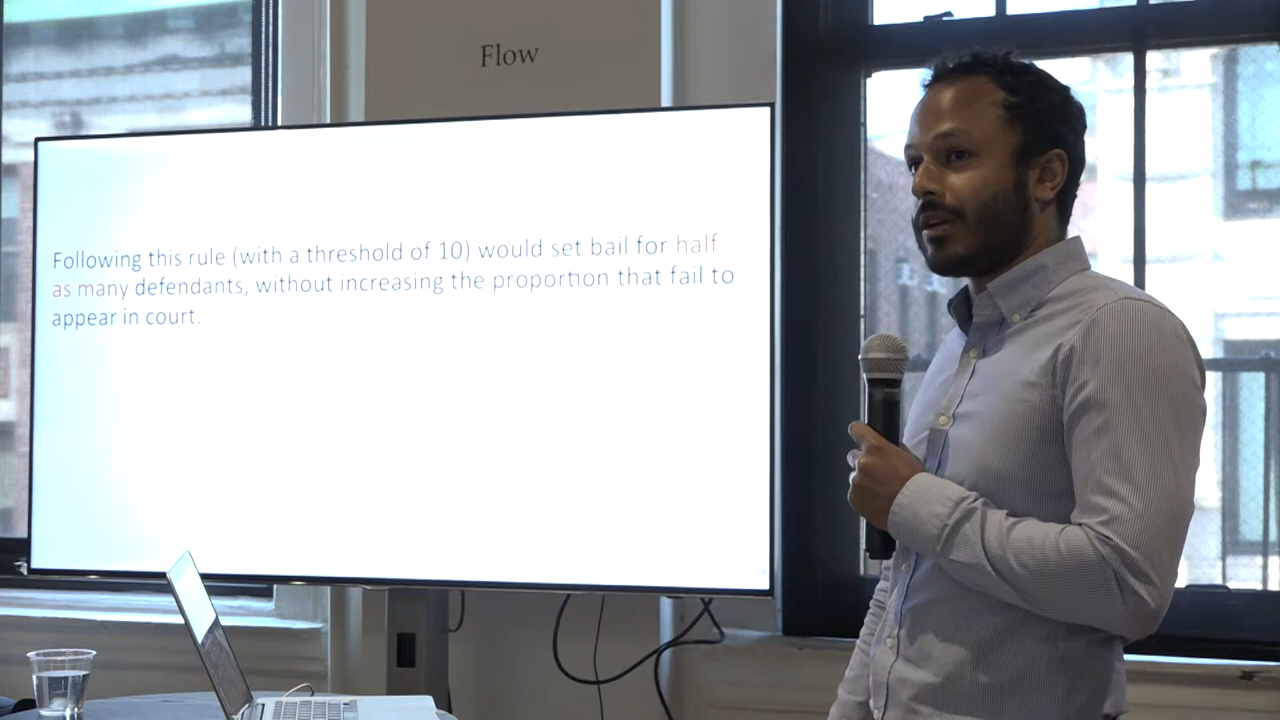 Flow
Following this rule (with a threshold of 10) would set bail for half
as many defendants, without increasing the proportion that fail to
appear in court.